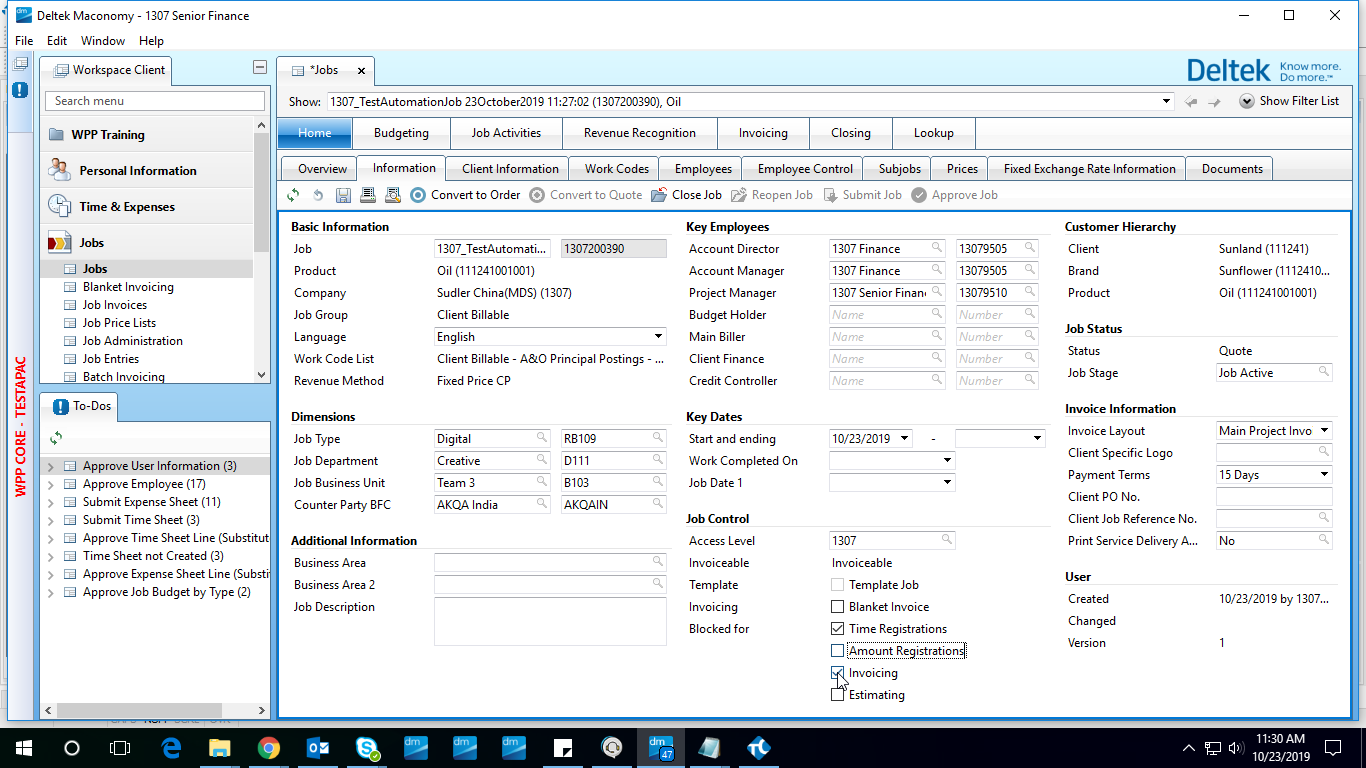 Deltek Maconomy - 1307 Senior Finance
File Edit Window Help
Workspace Client
Search menu
WPP Training
Personal Information
Time & Expenses
Jobs
Jobs
Blanket Invoicing
Job Invoices
Job Price Lists
Job Administration
Job Entries
Batch Invoicing
To-Dos
Approve User Information (3)
Approve Employee (17)
Submit Expense Sheet (11)
Submit Time Sheet (3)
Approve Time Sheet Line (Substitut
Time Sheet not Created (3)
Approve Expense Sheet Line (Substi
Approve Job Budget by Type (2)
WPP CORE - TESTAPAC
*Jobs
Deltek Know more. Do more.™
Show: 1307_TestAutomationJob 23October2019 11:27:02 (1307200390), Oil
Show Filter List
Home Budgeting Job Activities Revenue Recognition Invoicing Closing Lookup
Overview Information Client Information Work Codes Employees Employee Control Subjobs Prices Fixed Exchange Rate Information Documents
Convert to Order Convert to Quote Close Job Reopen Job Submit Job Approve Job
Basic Information
Job 1307_TestAutomati... 1307200390
Product Oil (111241001001)
Company Sudler China(MDS) (1307)
Job Group Client Billable
Language English
Work Code List Client Billable - A&O Principal Postings - ...
Revenue Method Fixed Price CP
Dimensions
Job Type Digital RB109
Job Department Creative D111
Job Business Unit Team 3 B103
Counter Party BFC AKQA India AKQAIN
Additional Information
Business Area
Business Area 2
Job Description
Key Employees
Account Director 1307 Finance 13079505
Account Manager 1307 Finance 13079505
Project Manager 1307 Senior Finan 13079510
Budget Holder Name Number
Main Biller Name Number
Client Finance Name Number
Credit Controller Name Number
Key Dates
Start and ending 10/23/2019 -
Work Completed On
Job Date 1
Job Control
Access Level 1307
Invoiceable Invoiceable
Template Template Job
Invoicing Blanket Invoice
Blocked for Time Registrations
Amount Registrations
Invoicing
Estimating
Customer Hierarchy
Client Sunland (111241)
Brand Sunflower (1112410...
Product Oil (111241001001)
Job Status
Status Quote
Job Stage Job Active
Invoice Information
Invoice Layout Main Project Invo
Client Specific Logo
Payment Terms 15 Days
Client PO No.
Client Job Reference No.
Print Service Delivery A... No
User
Created 10/23/2019 by 1307...
Changed
Version 1
dm
47
11:30 AM
10/23/2019